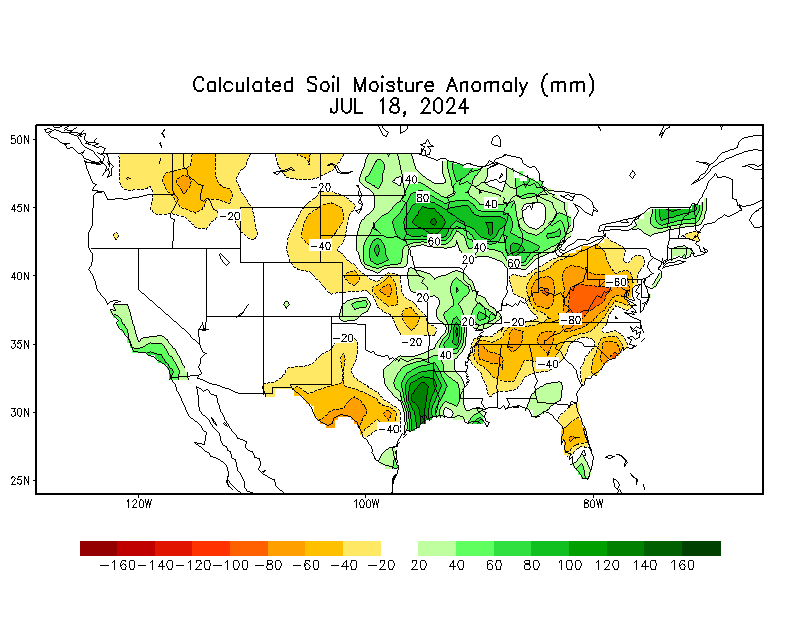 Calculated Soil Moisture Anomaly (mm)
JUL 18, 2024
50N
45N
40N
35N
30N
25N
120W
100W
80W
−20
40
80
−40
−20
−40
60
40
20
60
−60
20
−80
−20
20
−20
−20
40
−40
−40
−160 −140 −120 −100 −80 −60 −40 −20 20 40 60 80 100 120 140 160